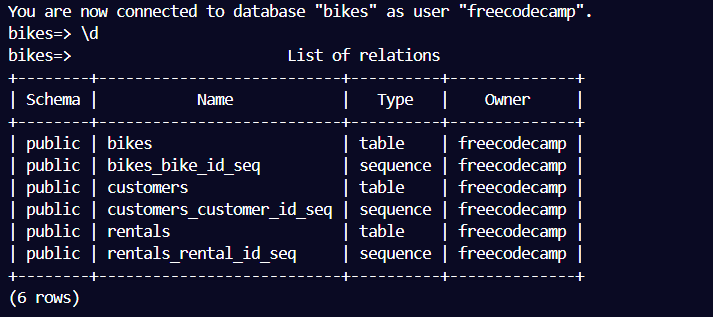 You are now connected to database "bikes" as user "freecodecamp".
bikes=> \d
bikes=>                        List of relations
+--------+---------------------------+----------+--------------+
| Schema |           Name            |   Type   |    Owner     |
+--------+---------------------------+----------+--------------+
| public | bikes                     | table    | freecodecamp |
| public | bikes_bike_id_seq         | sequence | freecodecamp |
| public | customers                 | table    | freecodecamp |
| public | customers_customer_id_seq | sequence | freecodecamp |
| public | rentals                   | table    | freecodecamp |
| public | rentals_rental_id_seq     | sequence | freecodecamp |
+--------+---------------------------+----------+--------------+
(6 rows)